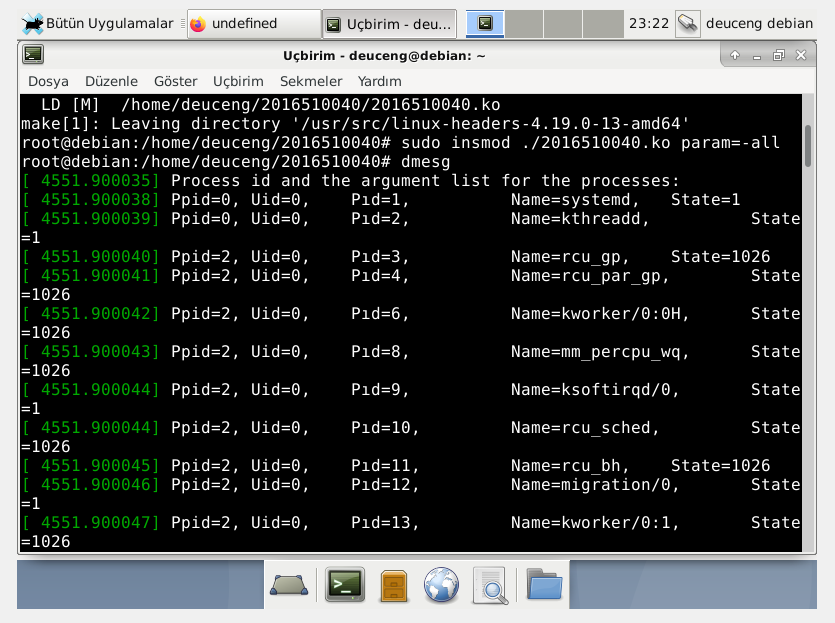 Bütün Uygulamalar
undefined
Uçbirim - deu...
23:22
deuceng debian
Uçbirim - deuceng@debian: ~
Dosya Düzenle Göster Uçbirim Sekmeler Yardım
LD [M]  /home/deuceng/2016510040/2016510040.ko
make[1]: Leaving directory '/usr/src/linux-headers-4.19.0-13-amd64'
root@debian:/home/deuceng/2016510040# sudo insmod ./2016510040.ko param=-all
root@debian:/home/deuceng/2016510040# dmesg
[ 4551.900035] Process id and the argument list for the processes:
[ 4551.900038] Ppid=0, Uid=0,    Pıd=1,          Name=systemd,   State=1
[ 4551.900039] Ppid=0, Uid=0,    Pıd=2,          Name=kthreadd,          State
=1
[ 4551.900040] Ppid=2, Uid=0,    Pıd=3,          Name=rcu_gp,    State=1026
[ 4551.900041] Ppid=2, Uid=0,    Pıd=4,          Name=rcu_par_gp,        State
=1026
[ 4551.900042] Ppid=2, Uid=0,    Pıd=6,          Name=kworker/0:0H,      State
=1026
[ 4551.900043] Ppid=2, Uid=0,    Pıd=8,          Name=mm_percpu_wq,      State
=1026
[ 4551.900044] Ppid=2, Uid=0,    Pıd=9,          Name=ksoftirqd/0,       State
=1
[ 4551.900044] Ppid=2, Uid=0,    Pıd=10,         Name=rcu_sched,         State
=1026
[ 4551.900045] Ppid=2, Uid=0,    Pıd=11,         Name=rcu_bh,    State=1026
[ 4551.900046] Ppid=2, Uid=0,    Pıd=12,         Name=migration/0,       State
=1
[ 4551.900047] Ppid=2, Uid=0,    Pıd=13,         Name=kworker/0:1,       State
=1026